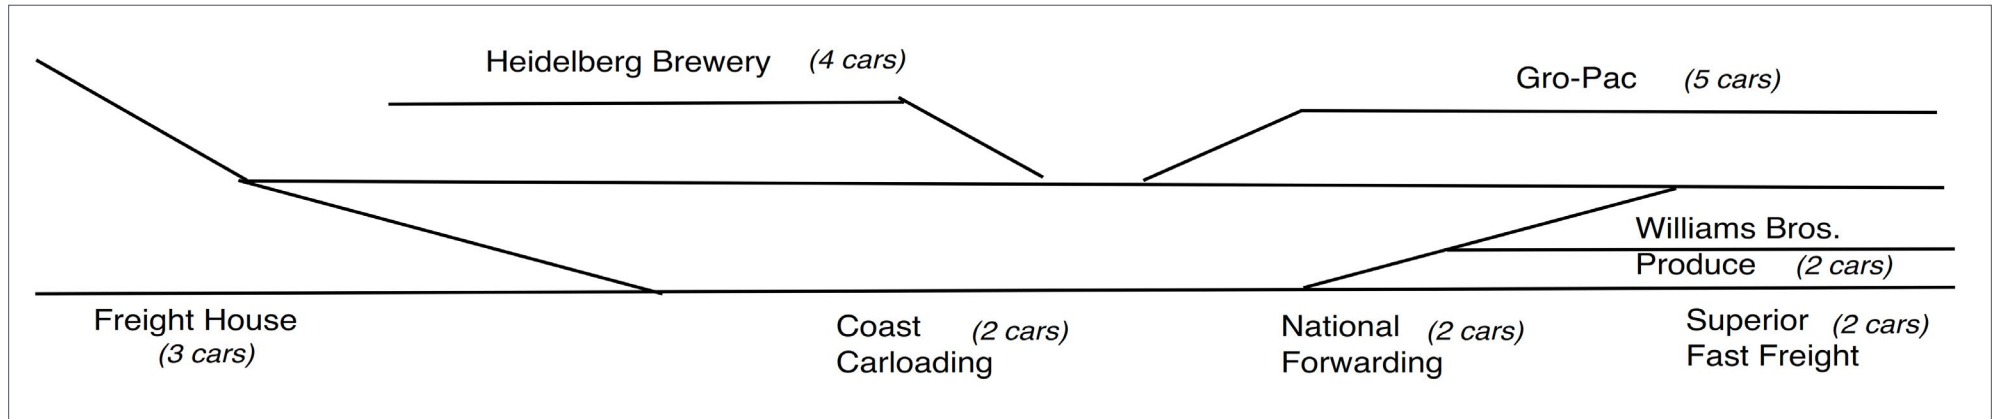 Heidelberg Brewery (4 cars)
Gro-Pac (5 cars)
Williams Bros.
Produce (2 cars)
Freight House
(3 cars)
Coast (2 cars)
Carloading
National (2 cars)
Forwarding
Superior (2 cars)
Fast Freight